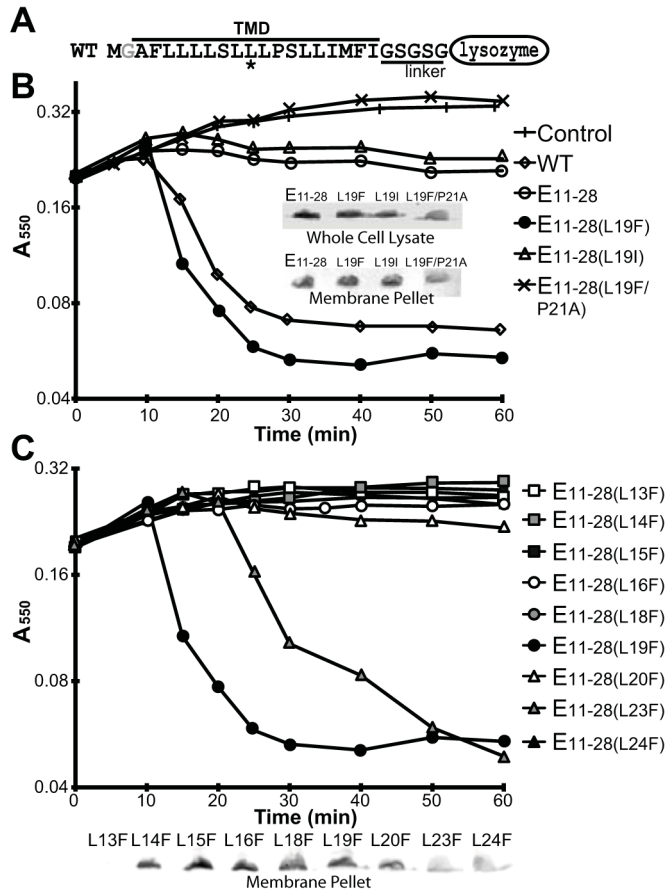 A
TMD
WT MGAFLLLLSLLLPSLLIMFIGSGSG lysozyme
*
linker
B
0.32
0.16
0.08
0.04
A550
0 10 20 30 40 50 60
Time (min)
E11-28 L19F L19I L19F/P21A
Whole Cell Lysate
E11-28 L19F L19I L19F/P21A
Membrane Pellet
Control
WT
E11-28
E11-28(L19F)
E11-28(L19I)
E11-28(L19F/
P21A)
C
0.32
0.16
0.08
0.04
A550
0 10 20 30 40 50 60
Time (min)
E11-28(L13F)
E11-28(L14F)
E11-28(L15F)
E11-28(L16F)
E11-28(L18F)
E11-28(L19F)
E11-28(L20F)
E11-28(L23F)
E11-28(L24F)
L13F L14F L15F L16F L18F L19F L20F L23F L24F
Membrane Pellet